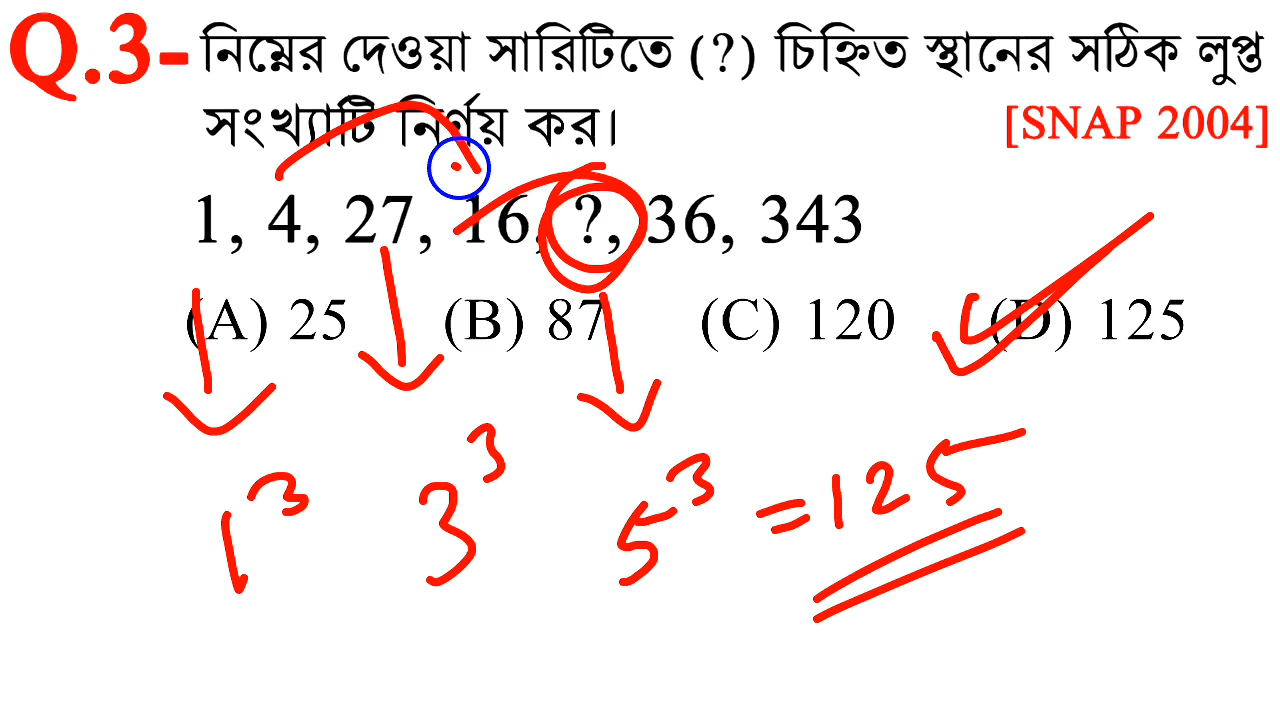 Q.3- নিম্নের দেওয়া সারিটিতে (?) চিহ্নিত স্থানের সঠিক লুপ্ত
সংখ্যাটি নির্ণয় কর। [SNAP 2004]
1, 4, 27, 16, ?, 36, 343
(A) 25 (B) 87 (C) 120 (D) 125
1³ 3³ 5³ = 125